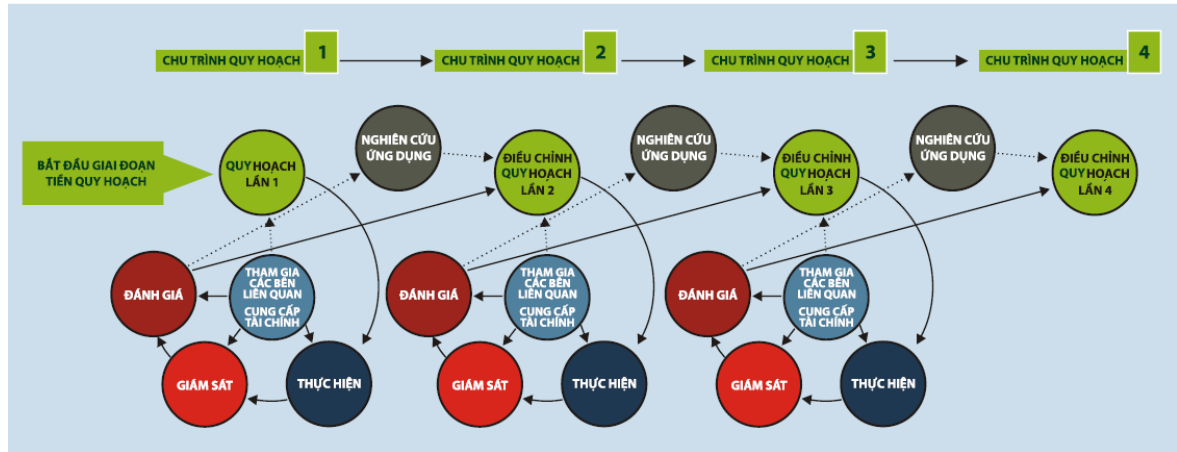 CHU TRÌNH QUY HOẠCH 1
CHU TRÌNH QUY HOẠCH 2
CHU TRÌNH QUY HOẠCH 3
CHU TRÌNH QUY HOẠCH 4
BẮT ĐẦU GIAI ĐOẠN
TIỀN QUY HOẠCH
QUY HOẠCH
LẦN 1
NGHIÊN CỨU
ỨNG DỤNG
ĐIỀU CHỈNH
QUY HOẠCH
LẦN 2
NGHIÊN CỨU
ỨNG DỤNG
ĐIỀU CHỈNH
QUY HOẠCH
LẦN 3
NGHIÊN CỨU
ỨNG DỤNG
ĐIỀU CHỈNH
QUY HOẠCH
LẦN 4
ĐÁNH GIÁ
THAM GIA
CÁC BÊN
LIÊN QUAN
CUNG CẤP
TÀI CHÍNH
GIÁM SÁT
THỰC HIỆN
ĐÁNH GIÁ
THAM GIA
CÁC BÊN
LIÊN QUAN
CUNG CẤP
TÀI CHÍNH
GIÁM SÁT
THỰC HIỆN
ĐÁNH GIÁ
THAM GIA
CÁC BÊN
LIÊN QUAN
CUNG CẤP
TÀI CHÍNH
GIÁM SÁT
THỰC HIỆN